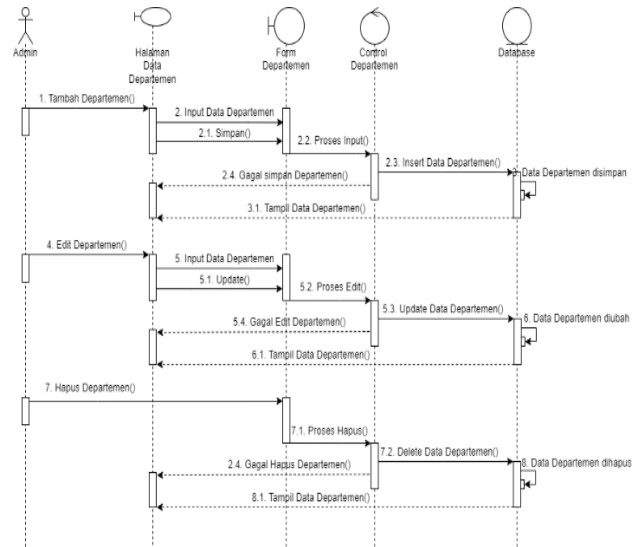 Admin
Halaman
Data
Departemen
Form
Departemen
Control
Departemen
Database
1. Tambah Departemen()
2. Input Data Departemen
2.1. Simpan()
2.2. Proses Input()
2.3. Insert Data Departemen()
2.4. Gagal simpan Departemen()
3. Data Departemen disimpan
3.1. Tampil Data Departemen()
4. Edit Departemen()
5. Input Data Departemen
5.1. Update()
5.2. Proses Edit()
5.3. Update Data Departemen()
5.4. Gagal Edit Departemen()
6. Data Departemen diubah
6.1. Tampil Data Departemen()
7. Hapus Departemen()
7.1. Proses Hapus()
7.2. Delete Data Departemen()
2.4. Gagal Hapus Departemen()
8. Data Departemen dihapus
8.1. Tampil Data Departemen()